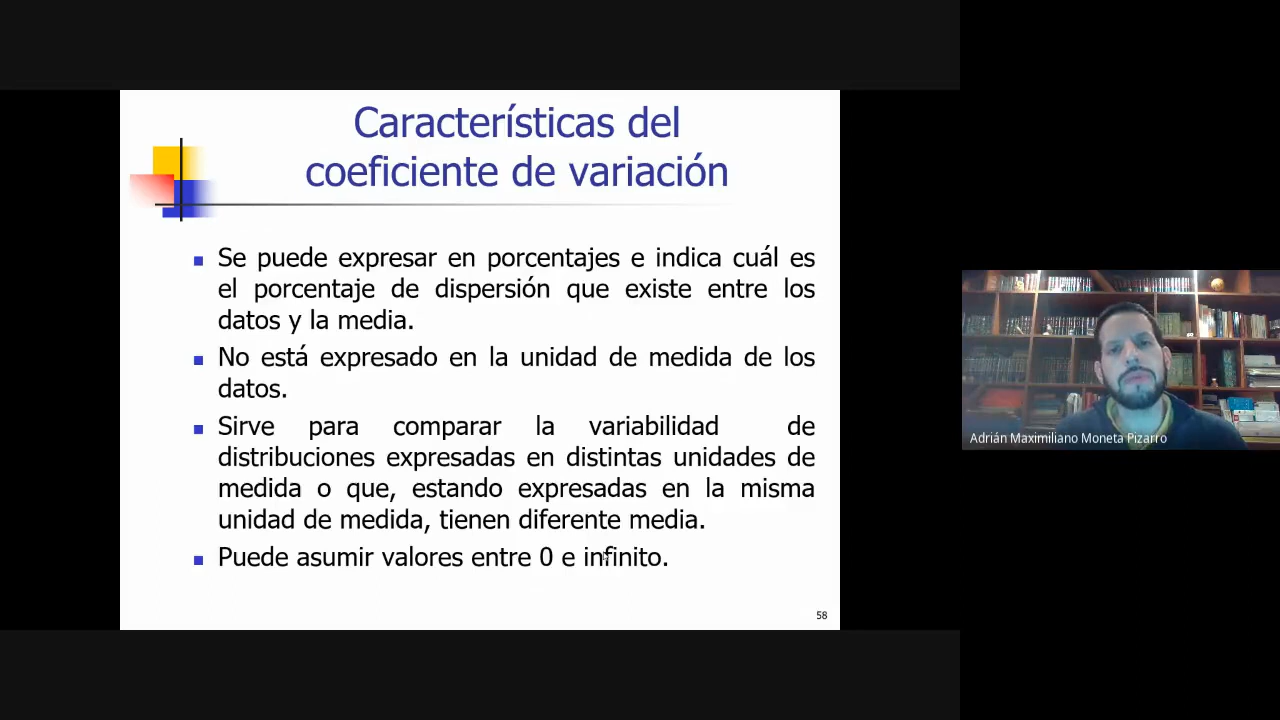 Características del
coeficiente de variación
Se puede expresar en porcentajes e indica cuál es
el porcentaje de dispersión que existe entre los
datos y la media.
No está expresado en la unidad de medida de los
datos.
Sirve para comparar la variabilidad de
distribuciones expresadas en distintas unidades de
medida o que, estando expresadas en la misma
unidad de medida, tienen diferente media.
Puede asumir valores entre 0 e infinito.
58
Adrián Maximiliano Moneta Pizarro